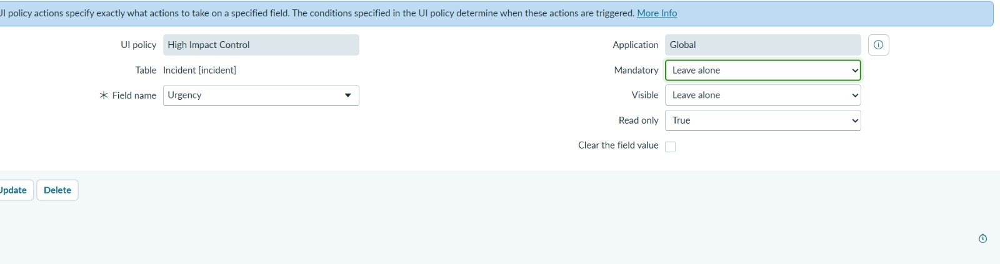 UI policy actions specify exactly what actions to take on a specified field. The conditions specified in the UI policy determine when these actions are triggered. More Info
UI policy High Impact Control
Table Incident [incident]
Field name Urgency
Application Global
Mandatory Leave alone
Visible Leave alone
Read only True
Clear the field value
Update Delete